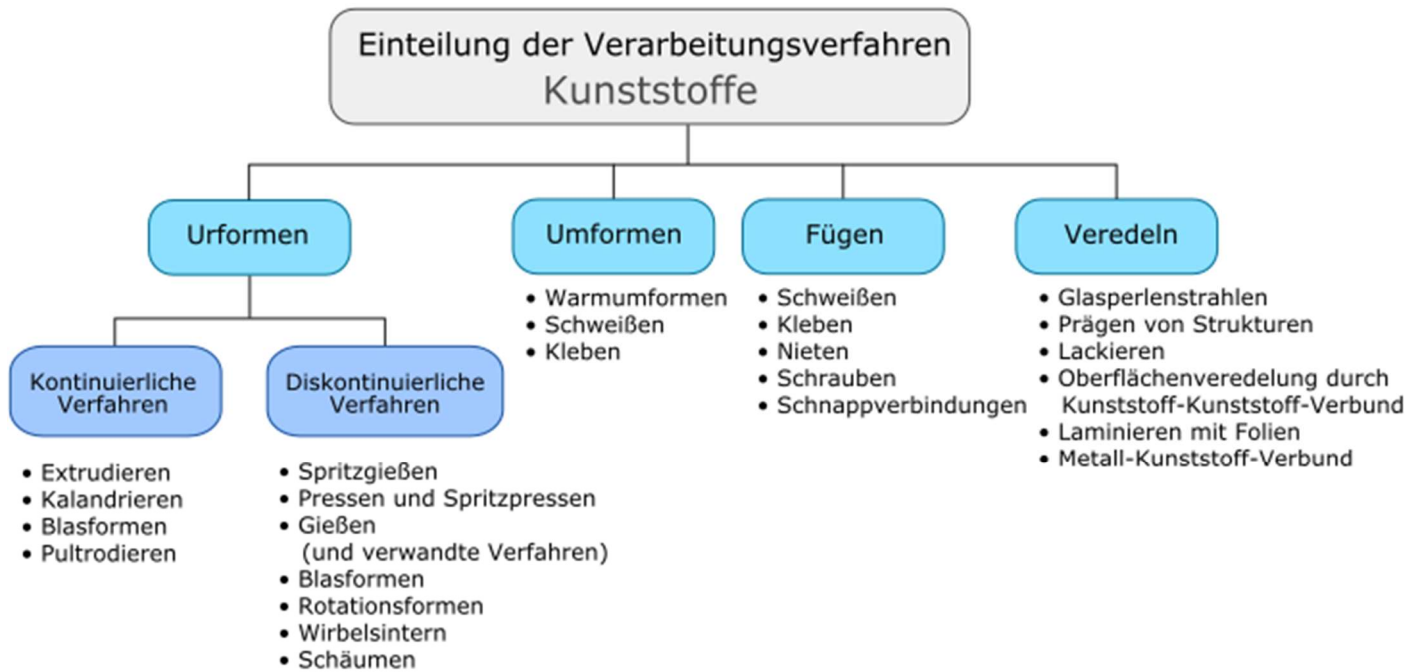 Einteilung der Verarbeitungsverfahren
Kunststoffe
Urformen
Umformen
Fügen
Veredeln
Kontinuierliche
Verfahren
• Extrudieren
• Kalandrieren
• Blasformen
• Pultrodieren
Diskontinuierliche
Verfahren
• Spritzgießen
• Pressen und Spritzpressen
• Gießen
(und verwandte Verfahren)
• Blasformen
• Rotationsformen
• Wirbelsintern
• Schäumen
• Warmumformen
• Schweißen
• Kleben
• Schweißen
• Kleben
• Nieten
• Schrauben
• Schnappverbindungen
• Glasperlenstrahlen
• Prägen von Strukturen
• Lackieren
• Oberflächenveredelung durch
Kunststoff-Kunststoff-Verbund
• Laminieren mit Folien
• Metall-Kunststoff-Verbund